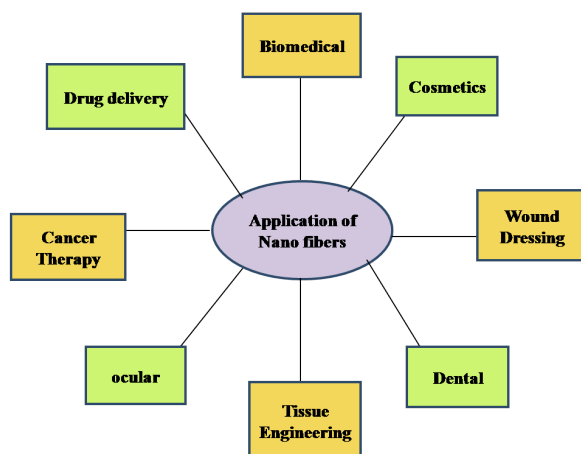 Biomedical
Drug delivery
Cosmetics
Application of
Nano fibers
Wound
Dressing
Cancer
Therapy
ocular
Dental
Tissue
Engineering